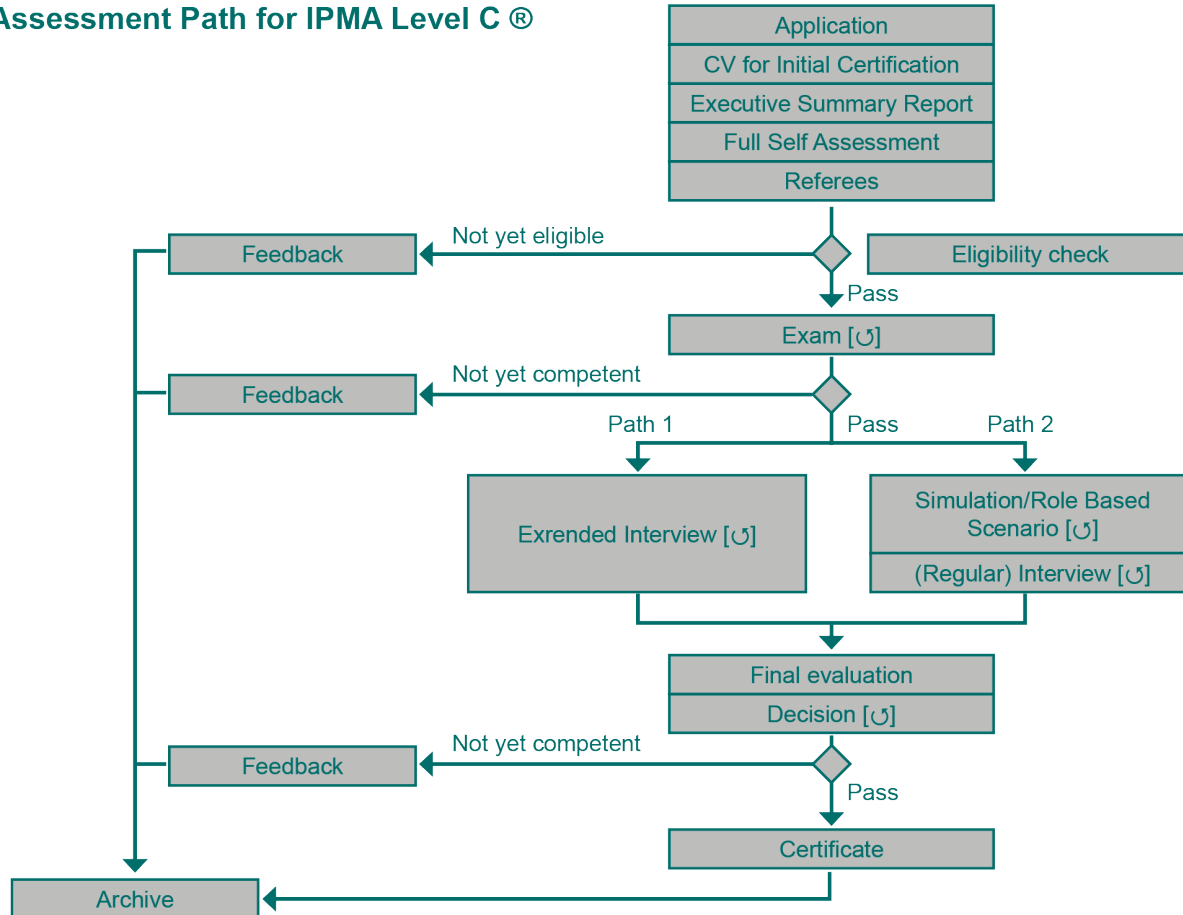 Assessment Path for IPMA Level C ®
Application
CV for Initial Certification
Executive Summary Report
Full Self Assessment
Referees
Not yet eligible
Feedback
Eligibility check
Pass
Exam [↺]
Not yet competent
Feedback
Path 1
Pass
Path 2
Exrended Interview [↺]
Simulation/Role Based
Scenario [↺]
(Regular) Interview [↺]
Final evaluation
Decision [↺]
Not yet competent
Feedback
Pass
Certificate
Archive